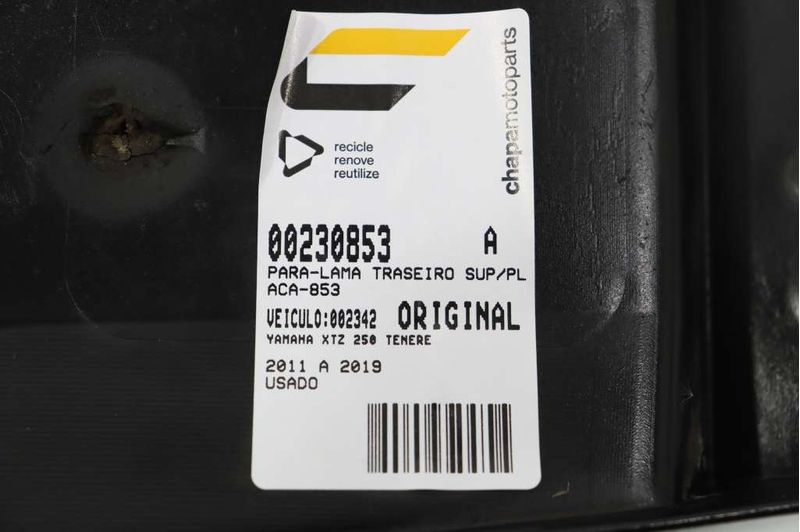 chapamotoparts
recicle
renove
reutilize
00230853 A
PARA-LAMA TRASEIRO SUP/PL
ACA-853
VEICULO:002342 ORIGINAL
YAMAHA XTZ 250 TENERE
2011 A 2019
USADO